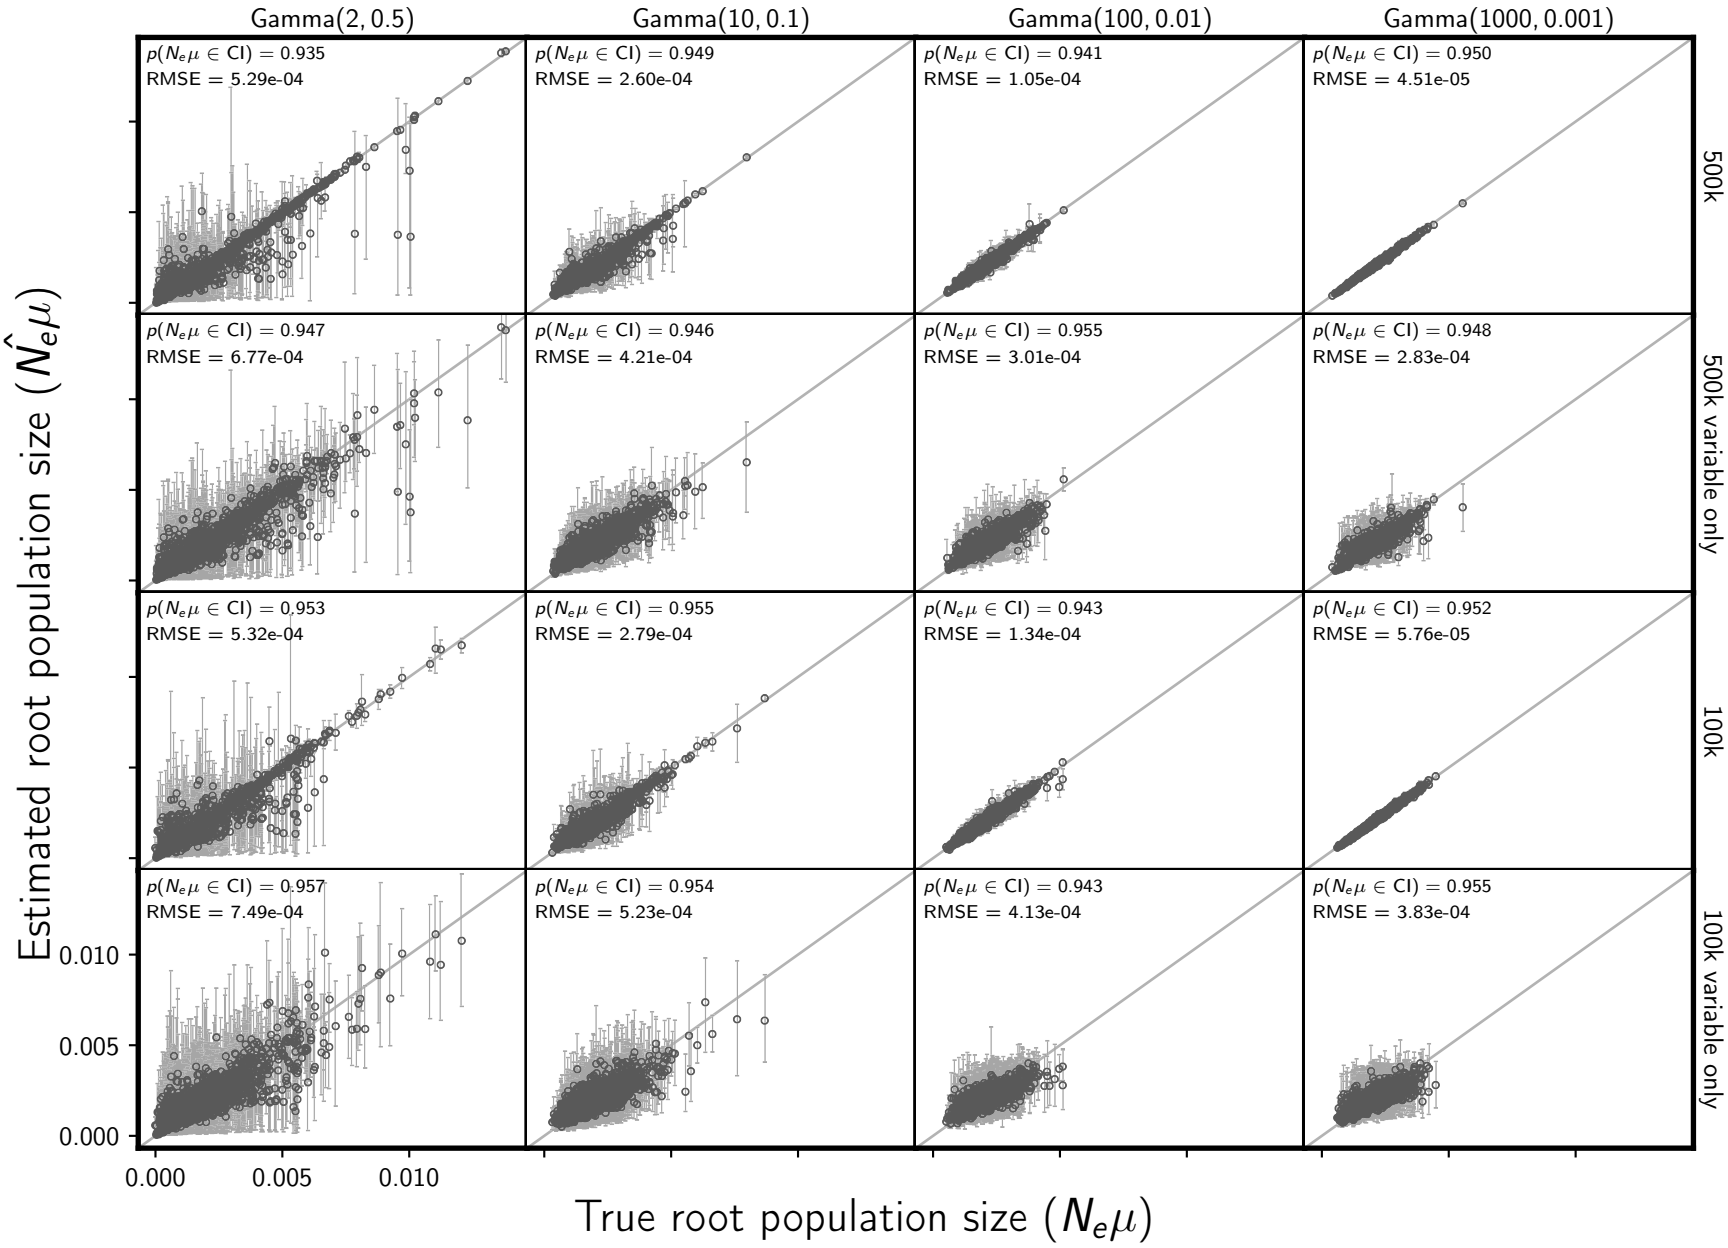 Gamma(2, 0.5) Gamma(10, 0.1) Gamma(100, 0.01) Gamma(1000, 0.001)
p(Nₑμ ∈ CI) = 0.935
RMSE = 5.29e-04
p(Nₑμ ∈ CI) = 0.949
RMSE = 2.60e-04
p(Nₑμ ∈ CI) = 0.941
RMSE = 1.05e-04
p(Nₑμ ∈ CI) = 0.950
RMSE = 4.51e-05
500k
p(Nₑμ ∈ CI) = 0.947
RMSE = 6.77e-04
p(Nₑμ ∈ CI) = 0.946
RMSE = 4.21e-04
p(Nₑμ ∈ CI) = 0.955
RMSE = 3.01e-04
p(Nₑμ ∈ CI) = 0.948
RMSE = 2.83e-04
500k variable only
p(Nₑμ ∈ CI) = 0.953
RMSE = 5.32e-04
p(Nₑμ ∈ CI) = 0.955
RMSE = 2.79e-04
p(Nₑμ ∈ CI) = 0.943
RMSE = 1.34e-04
p(Nₑμ ∈ CI) = 0.952
RMSE = 5.76e-05
100k
p(Nₑμ ∈ CI) = 0.957
RMSE = 7.49e-04
p(Nₑμ ∈ CI) = 0.954
RMSE = 5.23e-04
p(Nₑμ ∈ CI) = 0.943
RMSE = 4.13e-04
p(Nₑμ ∈ CI) = 0.955
RMSE = 3.83e-04
100k variable only
Estimated root population size (N̂ₑμ)
0.010
0.005
0.000
0.000 0.005 0.010
True root population size (Nₑμ)